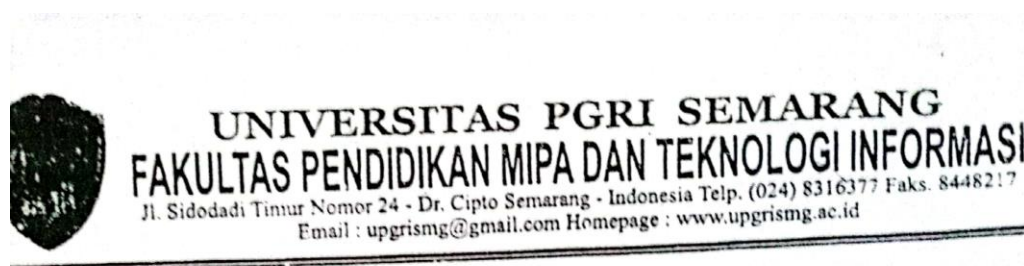 UNIVERSITAS PGRI SEMARANG
FAKULTAS PENDIDIKAN MIPA DAN TEKNOLOGI INFORMASI
Jl. Sidodadi Timur Nomor 24 - Dr. Cipto Semarang - Indonesia Telp. (024) 8316377 Faks. 8448217
Email : upgrismg@gmail.com Homepage : www.upgrismg.ac.id